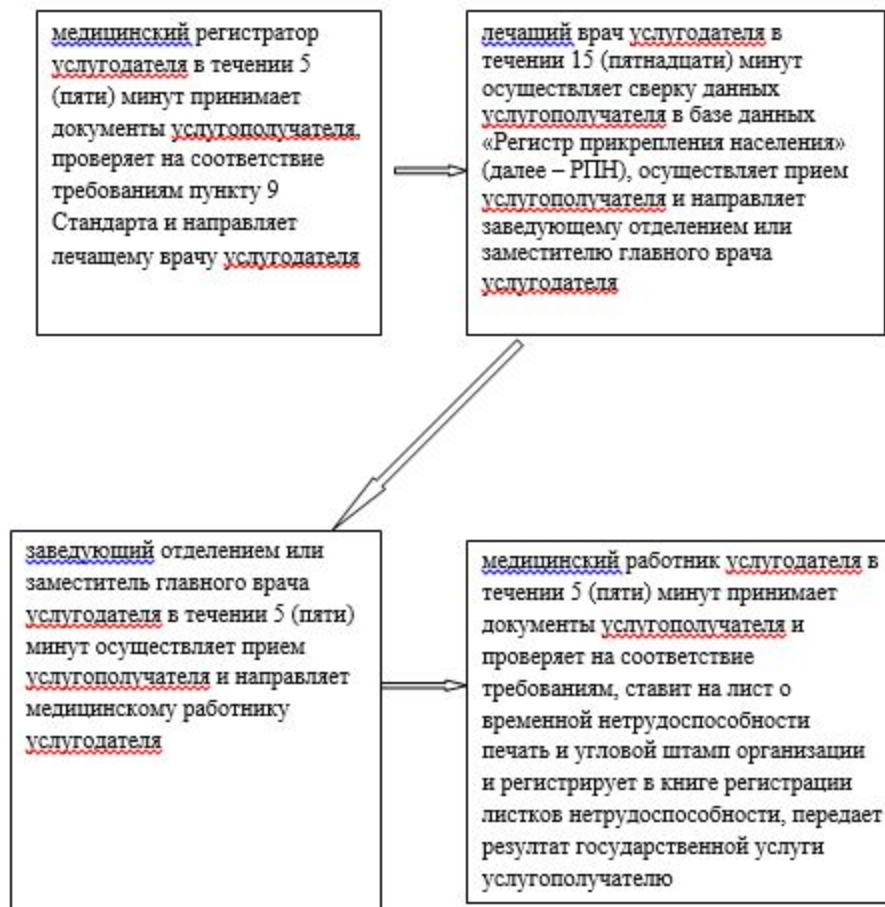 медицинский регистратор
услугодателя в течении 5
(пяти) минут принимает
документы услугополучателя,
проверяет на соответствие
требованиям пункту 9
Стандарта и направляет
лечащему врачу услугодателя
лечащий врач услугодателя в
течении 15 (пятнадцати) минут
осуществляет сверку данных
услугополучателя в базе данных
«Регистр прикрепления населения»
(далее – РПН), осуществляет прием
услугополучателя и направляет
заведующему отделением или
заместителю главного врача
услугодателя
заведующий отделением или
заместитель главного врача
услугодателя в течении 5 (пяти)
минут осуществляет прием
услугополучателя и направляет
медицинскому работнику
услугодателя
медицинский работник услугодателя в
течении 5 (пяти) минут принимает
документы услугополучателя и
проверяет на соответствие
требованиям, ставит на лист о
временной нетрудоспособности
печать и угловой штамп организации
и регистрирует в книге регистрации
листков нетрудоспособности, передает
резултат государственной услуги
услугополучателю